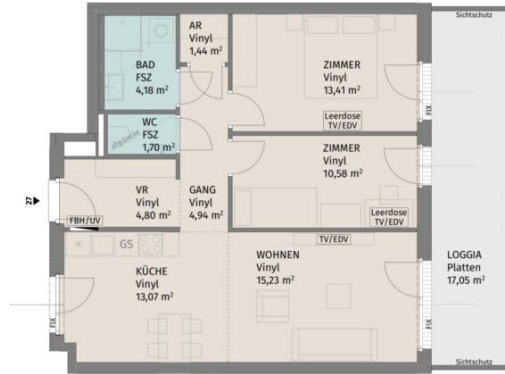 Sichtschutz
AR
Vinyl
1,44 m²
BAD
FSZ
4,18 m²
ZIMMER
Vinyl
13,41 m²
FIX
Leerdose
TV/EDV
WC
FSZ
1,70 m²
abg.Decke
ZIMMER
Vinyl
10,58 m²
27
VR
Vinyl
4,80 m²
GANG
Vinyl
4,94 m²
FBH/UV
Leerdose
TV/EDV
GS
TV/EDV
KÜCHE
Vinyl
13,07 m²
WOHNEN
Vinyl
15,23 m²
LOGGIA
Platten
17,05 m²
FIX
FIX
Sichtschutz